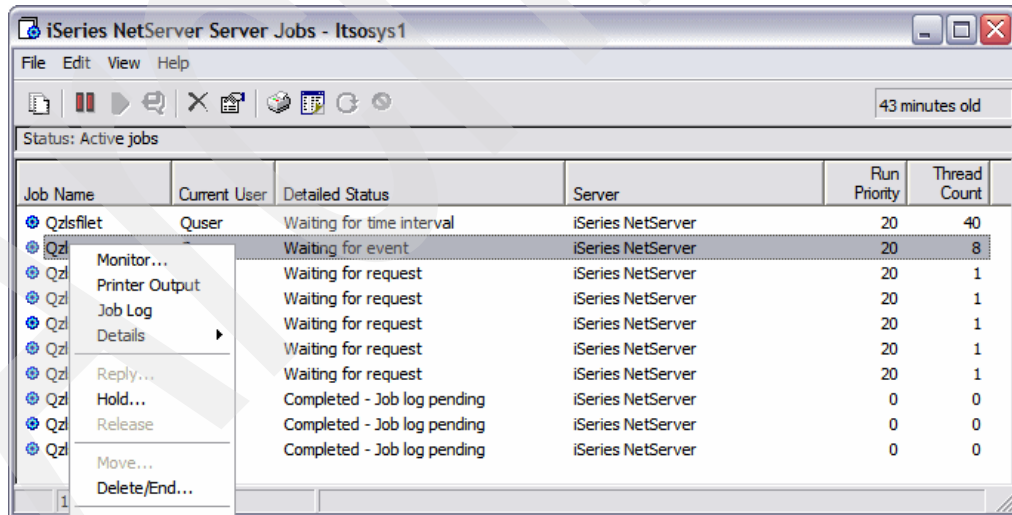 iSeries NetServer Server Jobs - Itsosys1
File Edit View Help
43 minutes old
Status: Active jobs
Job Name Current User Detailed Status Server Run Priority Thread Count
Qzlsfilet Quser Waiting for time interval iSeries NetServer 20 40
Qzl Waiting for event iSeries NetServer 20 8
Qzl Waiting for request iSeries NetServer 20 1
Qzl Waiting for request iSeries NetServer 20 1
Qzl Waiting for request iSeries NetServer 20 1
Qzl Waiting for request iSeries NetServer 20 1
Qzl Waiting for request iSeries NetServer 20 1
Qzl Completed - Job log pending iSeries NetServer 0 0
Qzl Completed - Job log pending iSeries NetServer 0 0
Qzl Completed - Job log pending iSeries NetServer 0 0
Monitor...
Printer Output
Job Log
Details
Reply...
Hold...
Release
Move...
Delete/End...
1